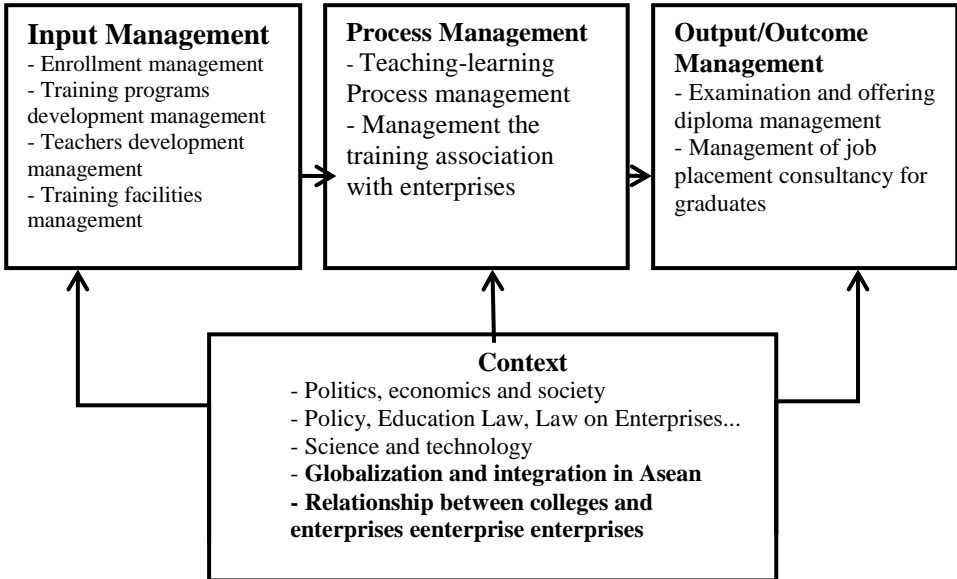 Input Management
- Enrollment management
- Training programs
development management
- Teachers development
management
- Training facilities
management
Process Management
- Teaching-learning
Process management
- Management the
training association
with enterprises
Output/Outcome
Management
- Examination and offering
diploma management
- Management of job
placement consultancy for
graduates
Context
- Politics, economics and society
- Policy, Education Law, Law on Enterprises...
- Science and technology
- Globalization and integration in Asean
- Relationship between colleges and
enterprises eenterprise enterprises